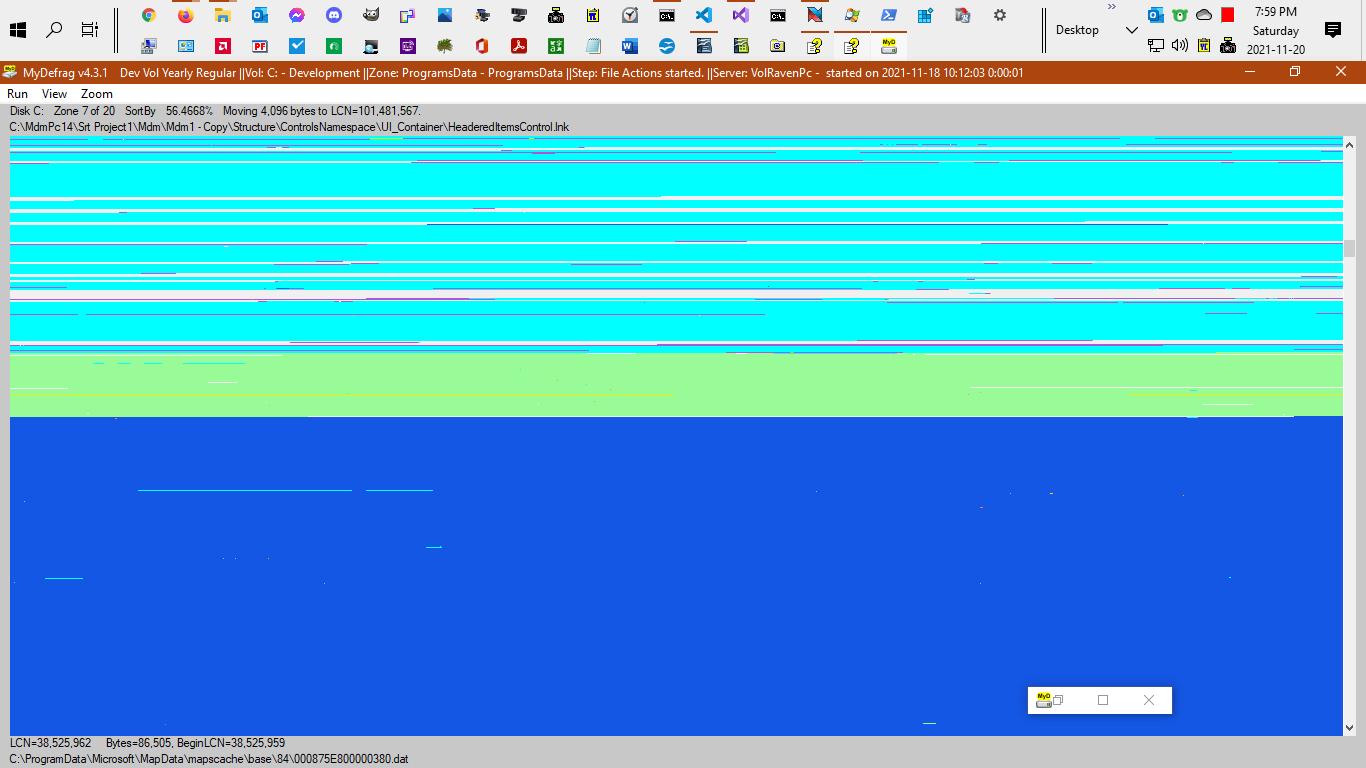 7:59 PM
Desktop
Saturday
2021-11-20
MyDefrag v4.3.1 Dev Vol Yearly Regular ||Vol: C: - Development ||Zone: ProgramsData - ProgramsData ||Step: File Actions started. ||Server: VolRavenPc - started on 2021-11-18 10:12:03 0:00:01
Run View Zoom
Disk C: Zone 7 of 20 SortBy 56.4668% Moving 4,096 bytes to LCN=101,481,567.
C:\MdmPc14\Srt Project1\Mdm\Mdm1 - Copy\Structure\ControlsNamespace\UI_Container\HeaderedItemsControl.lnk
MyD
LCN=38,525,962 Bytes=86,505, BeginLCN=38,525,959
C:\ProgramData\Microsoft\MapData\mapscache\base\84\000875E800000380.dat